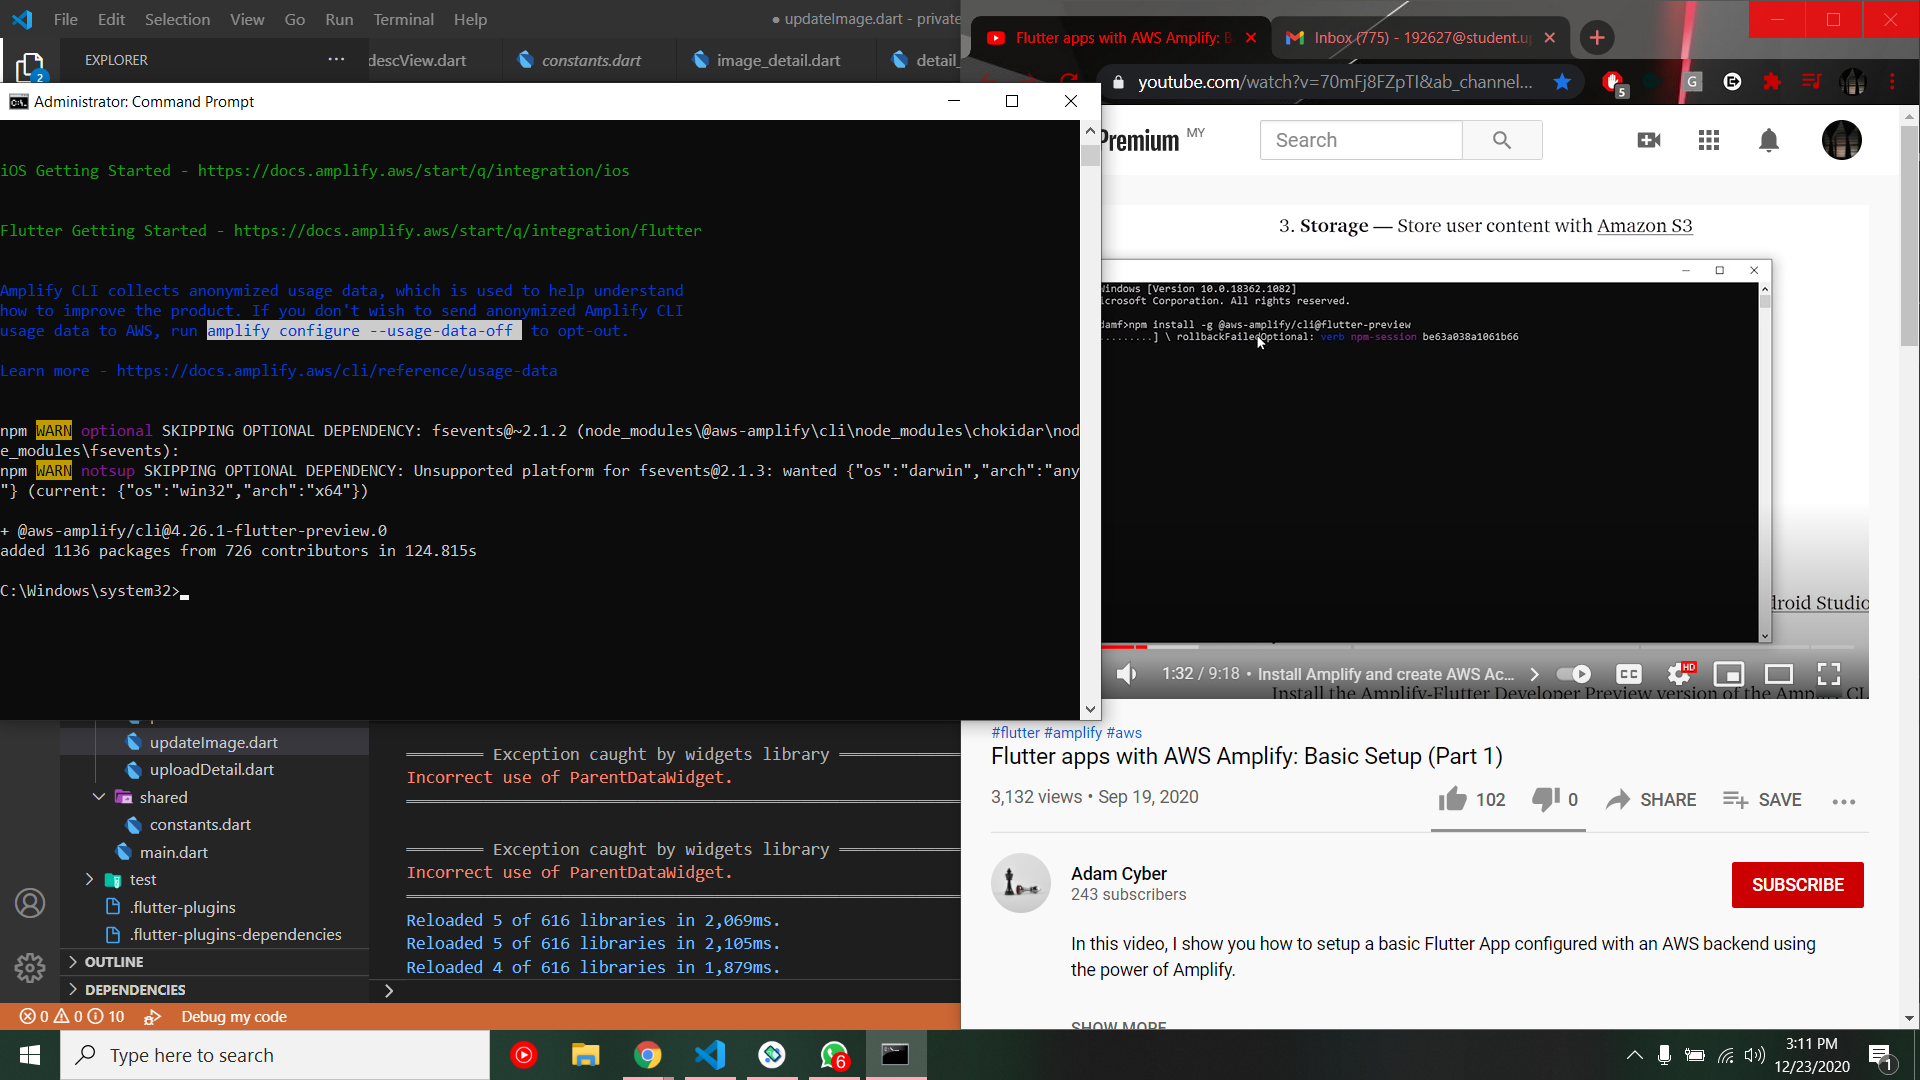 File Edit Selection View Go Run Terminal Help
● updateImage.dart - private
EXPLORER ···
descView.dart
constants.dart
image_detail.dart
detail_
2
Administrator: Command Prompt
iOS Getting Started - https://docs.amplify.aws/start/q/integration/ios
Flutter Getting Started - https://docs.amplify.aws/start/q/integration/flutter
Amplify CLI collects anonymized usage data, which is used to help understand
how to improve the product. If you don't wish to send anonymized Amplify CLI
usage data to AWS, run amplify configure --usage-data-off to opt-out.
Learn more - https://docs.amplify.aws/cli/reference/usage-data
npm WARN optional SKIPPING OPTIONAL DEPENDENCY: fsevents@~2.1.2 (node_modules\@aws-amplify\cli\node_modules\chokidar\nod
e_modules\fsevents):
npm WARN notsup SKIPPING OPTIONAL DEPENDENCY: Unsupported platform for fsevents@2.1.3: wanted {"os":"darwin","arch":"any
"} (current: {"os":"win32","arch":"x64"})
+ @aws-amplify/cli@4.26.1-flutter-preview.0
added 1136 packages from 726 contributors in 124.815s
C:\Windows\system32>
updateImage.dart
uploadDetail.dart
shared
constants.dart
main.dart
test
.flutter-plugins
.flutter-plugins-dependencies
OUTLINE
DEPENDENCIES
Exception caught by widgets library
Incorrect use of ParentDataWidget.
Exception caught by widgets library
Incorrect use of ParentDataWidget.
Reloaded 5 of 616 libraries in 2,069ms.
Reloaded 5 of 616 libraries in 2,105ms.
Reloaded 4 of 616 libraries in 1,879ms.
0 0 10 Debug my code
Flutter apps with AWS Amplify: B
Inbox (775) - 192627@student.u
youtube.com/watch?v=70mFj8FZpTI&ab_channel...
5
G
Premium MY
Search
3. Storage — Store user content with Amazon S3
Windows [Version 10.0.18362.1082]
icrosoft Corporation. All rights reserved.
damf>npm install -g @aws-amplify/cli@flutter-preview
.........] \ rollbackFailedOptional: verb npm-session be63a038a1061b66
droid Studio
1:32 / 9:18 • Install Amplify and create AWS Ac...
CC
HD
Install the Amplify-Flutter Developer Preview version of the Amplify CL
#flutter #amplify #aws
Flutter apps with AWS Amplify: Basic Setup (Part 1)
3,132 views • Sep 19, 2020
102 0 SHARE SAVE
Adam Cyber
243 subscribers
SUBSCRIBE
In this video, I show you how to setup a basic Flutter App configured with an AWS backend using
the power of Amplify.
SHOW MORE
Type here to search
6
3:11 PM
12/23/2020
1